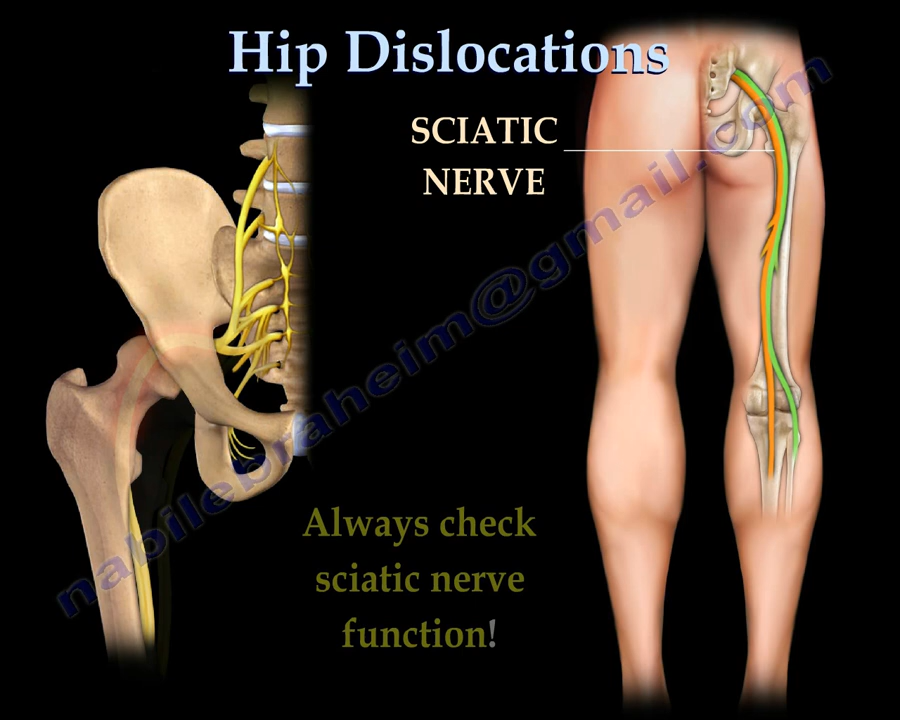 Hip Dislocations
SCIATIC
NERVE
nabilebraheim@gmail.com
Always check
sciatic nerve
function!